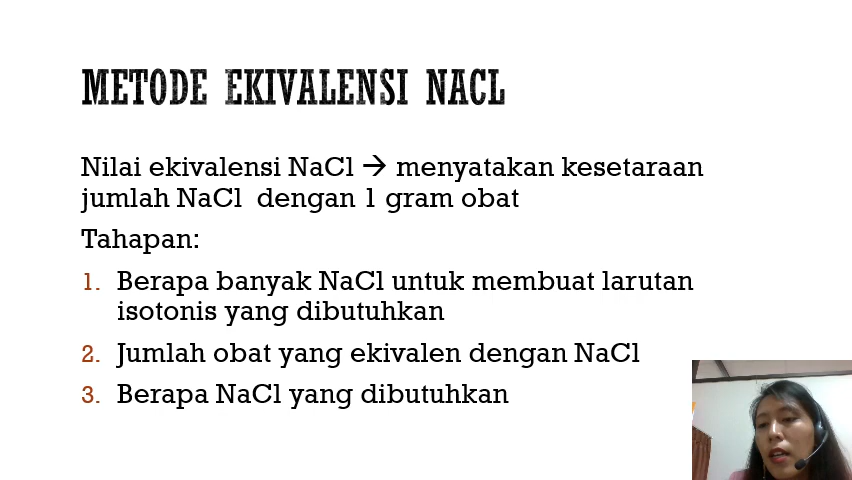 METODE EKIVALENSI NACL
Nilai ekivalensi NaCl → menyatakan kesetaraan
jumlah NaCl dengan 1 gram obat
Tahapan:
1. Berapa banyak NaCl untuk membuat larutan
isotonis yang dibutuhkan
2. Jumlah obat yang ekivalen dengan NaCl
3. Berapa NaCl yang dibutuhkan